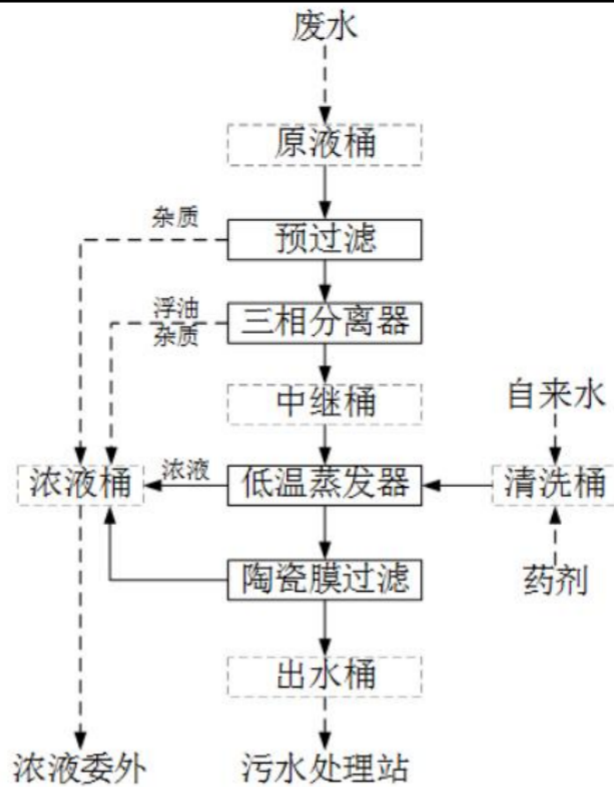 废水
原液桶
杂质
预过滤
浮油
杂质
三相分离器
中继桶
自来水
浓液桶
浓液
低温蒸发器
清洗桶
陶瓷膜过滤
药剂
出水桶
浓液委外
污水处理站